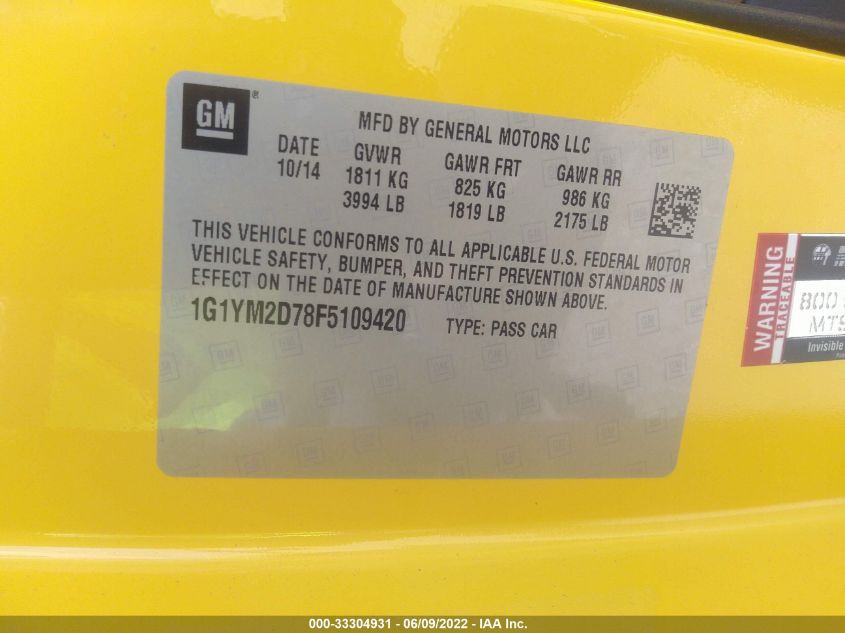 GM ®
MFD BY GENERAL MOTORS LLC
DATE GVWR GAWR FRT GAWR RR
10/14 1811 KG 825 KG 986 KG
3994 LB 1819 LB 2175 LB
THIS VEHICLE CONFORMS TO ALL APPLICABLE U.S. FEDERAL MOTOR
VEHICLE SAFETY, BUMPER, AND THEFT PREVENTION STANDARDS IN
EFFECT ON THE DATE OF MANUFACTURE SHOWN ABOVE.
1G1YM2D78F5109420 TYPE: PASS CAR
WARNING
TRACEABLE
800
MTS
Invisible
000-33304931 - 06/09/2022 - IAA Inc.